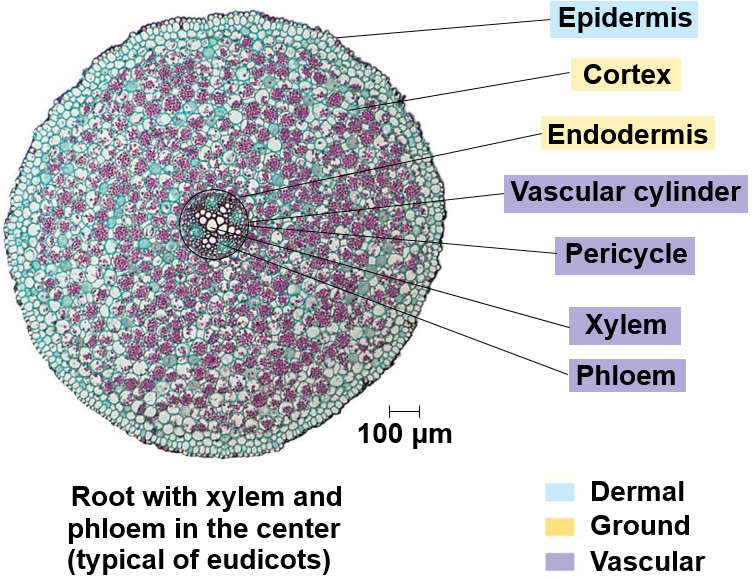 Epidermis
Cortex
Endodermis
Vascular cylinder
Pericycle
Xylem
Phloem
100 µm
Root with xylem and
phloem in the center
(typical of eudicots)
Dermal
Ground
Vascular